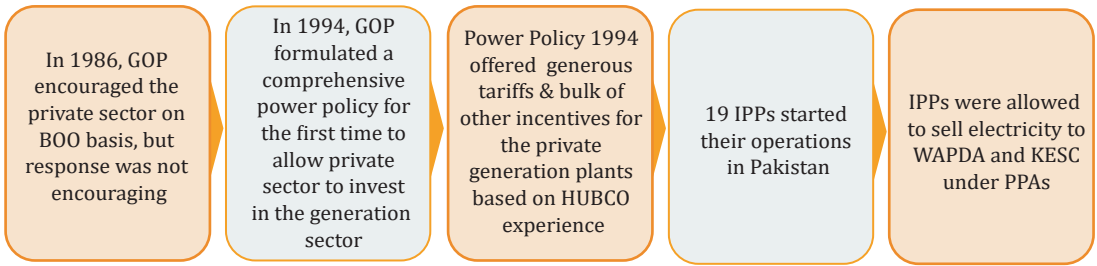 In 1986, GOP
encouraged the
private sector on
BOO basis, but
response was not
encouraging
In 1994, GOP
formulated a
comprehensive
power policy for
the first time to
allow private
sector to invest
in the generation
sector
Power Policy 1994
offered generous
tariffs & bulk of
other incentives for
the private
generation plants
based on HUBCO
experience
19 IPPs started
their operations
in Pakistan
IPPs were allowed
to sell electricity to
WAPDA and KESC
under PPAs